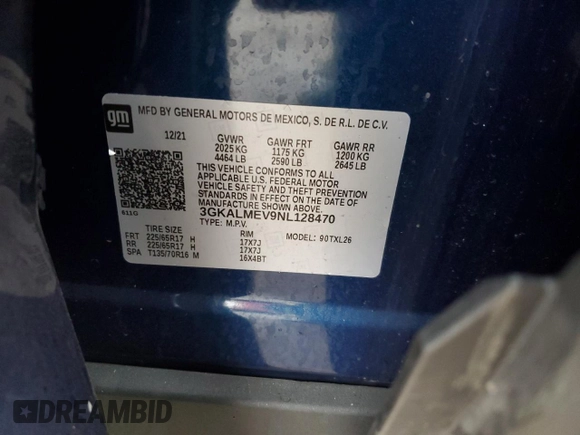 gm
MFD BY GENERAL MOTORS DE MEXICO, S. DE R.L. DE C.V.
12/21
GVWR GAWR FRT GAWR RR
2025 KG 1175 KG 1200 KG
4464 LB 2590 LB 2645 LB
THIS VEHICLE CONFORMS TO ALL
APPLICABLE U.S. FEDERAL MOTOR
VEHICLE SAFETY AND THEFT PREVENTION
STANDARDS IN EFFECT ON THE DATE OF
MANUFACTURE SHOWN ABOVE.
3GKALMEV9NL128470
611G
TYPE: M.P.V.
TIRE SIZE RIM MODEL: 90TXL26
FRT 225/65R17 H 17X7J
RR 225/65R17 H 17X7J
SPA T135/70R16 M 16X4BT
DREAMBID